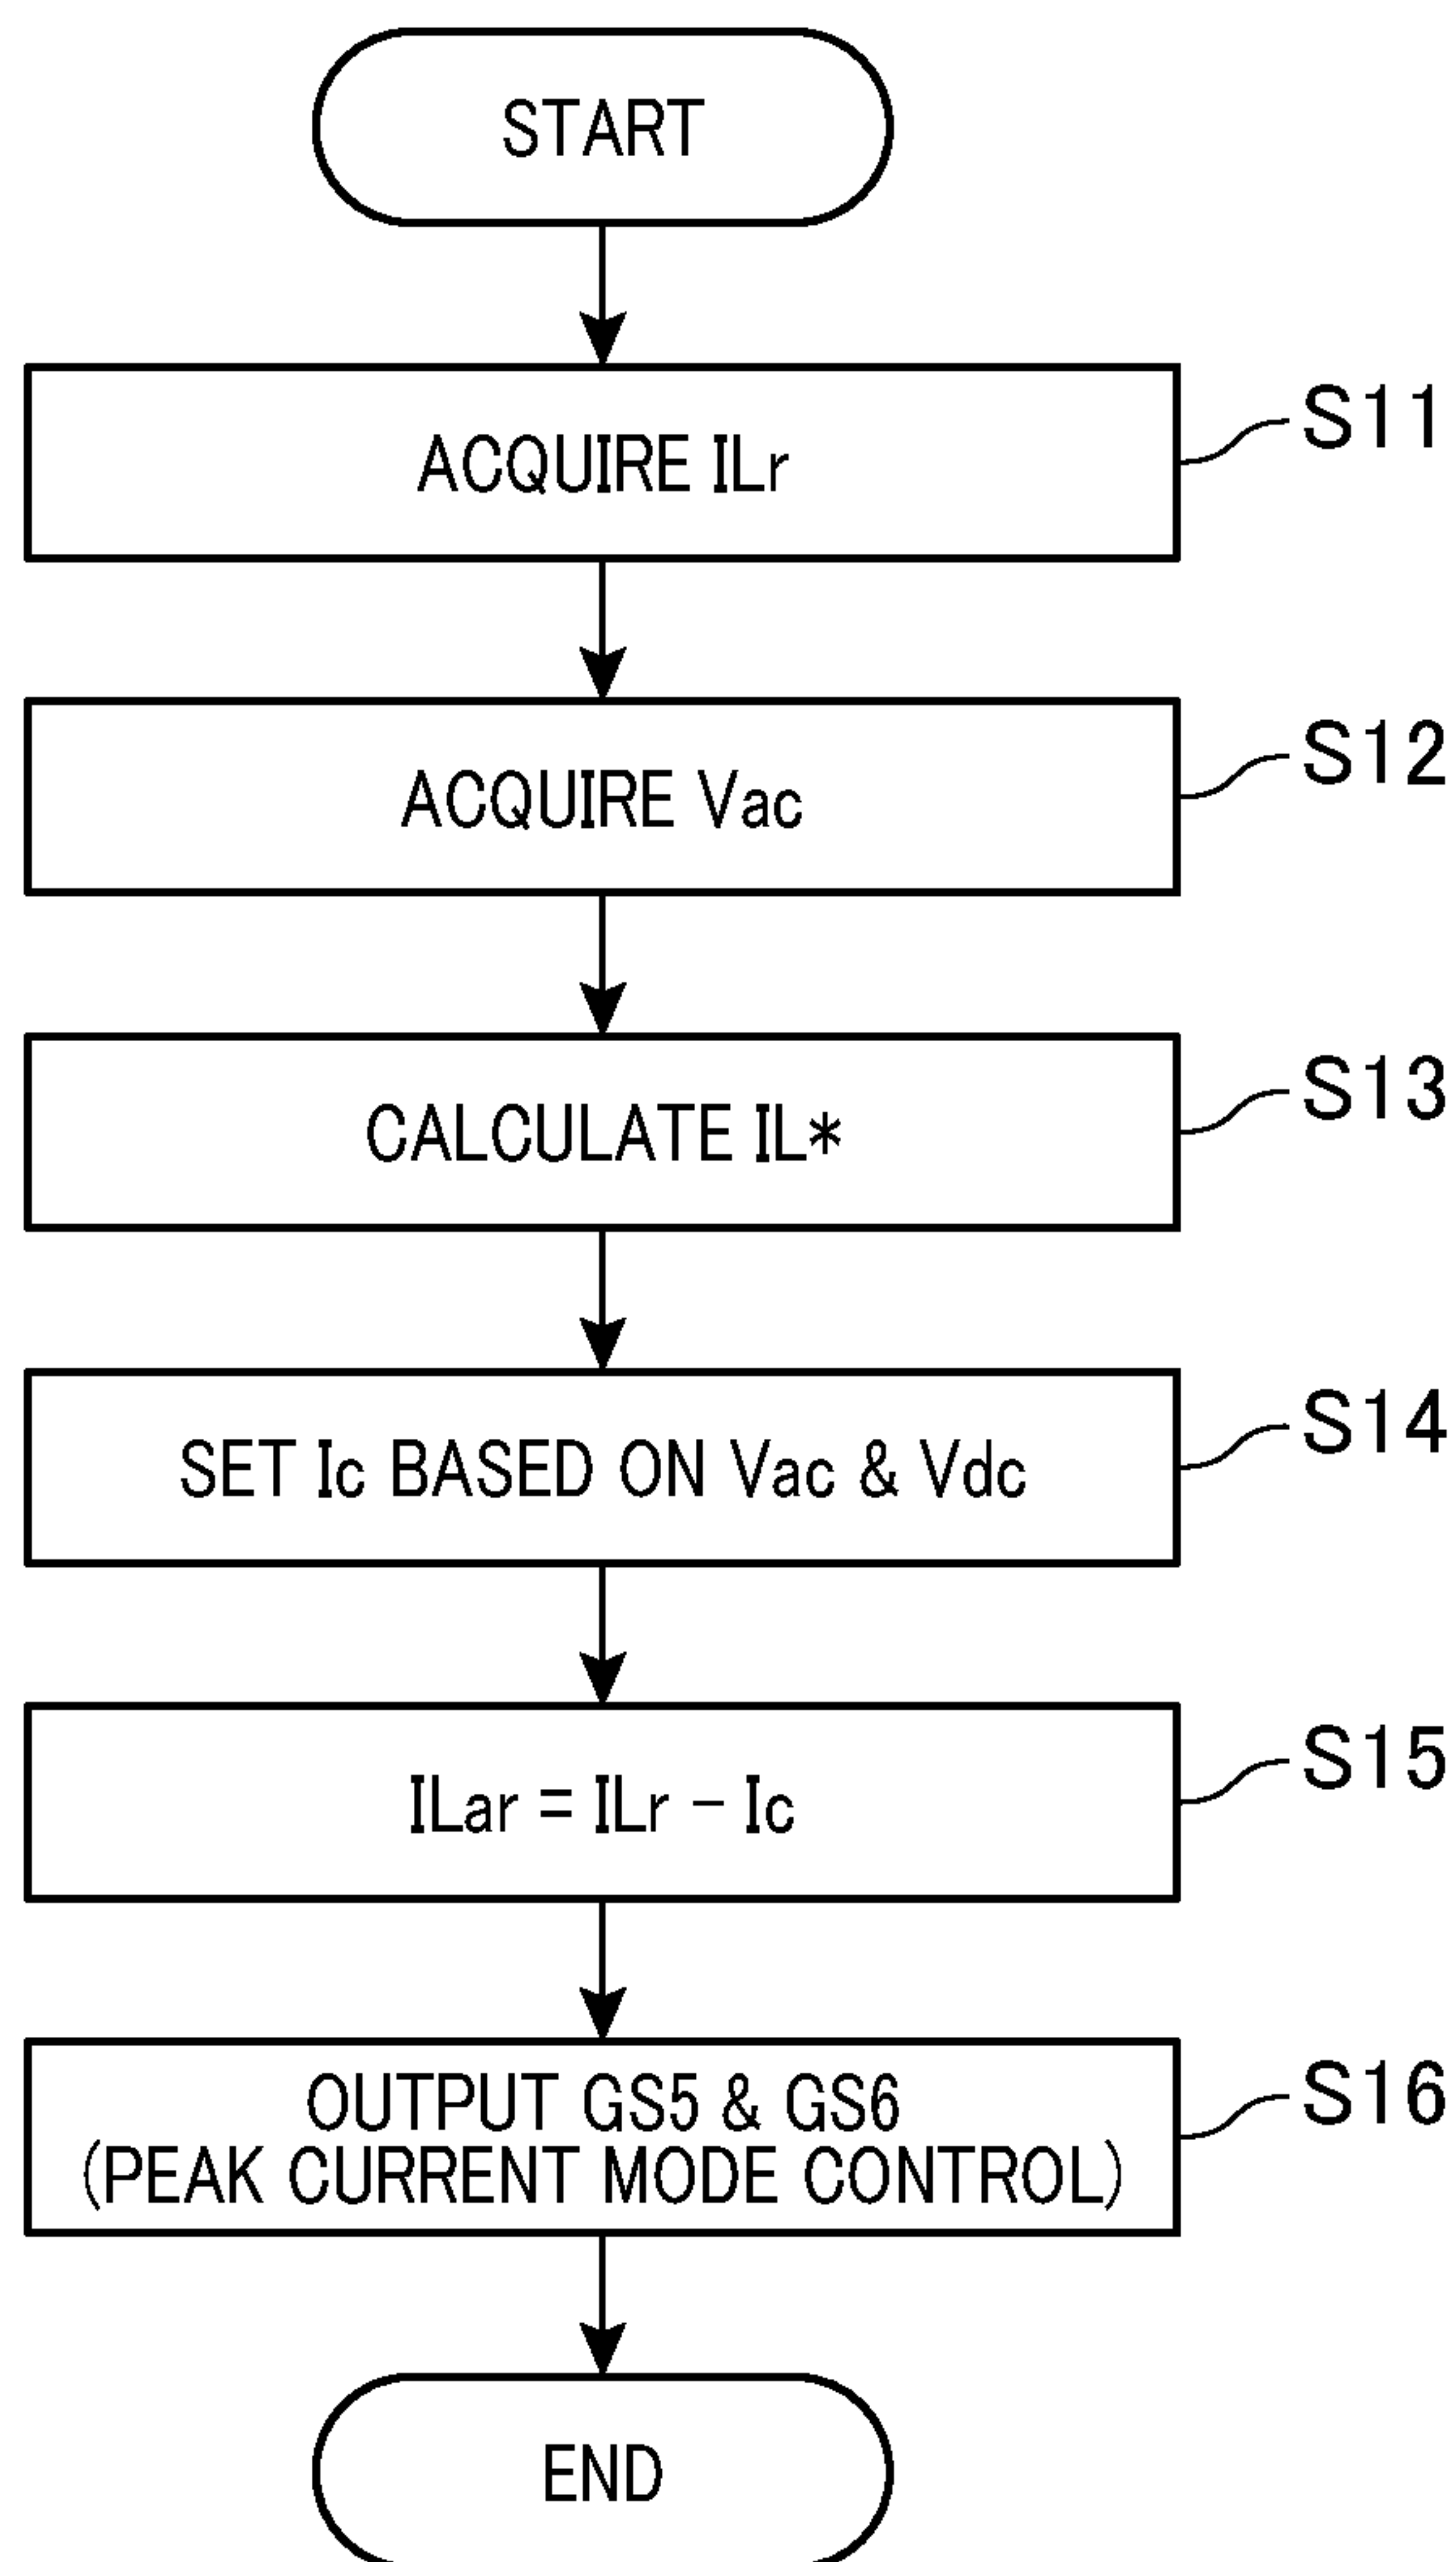 START
ACQUIRE ILr
S11
ACQUIRE Vac
S12
CALCULATE IL*
S13
SET Ic BASED ON Vac & Vdc
S14
ILar = ILr − Ic
S15
OUTPUT GS5 & GS6
(PEAK CURRENT MODE CONTROL)
S16
END